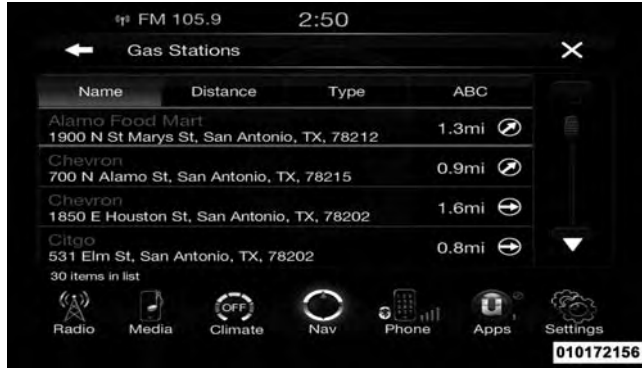 FM 105.9 2:50
Gas Stations
Name Distance Type ABC
Alamo Food Mart
1900 N St Marys St, San Antonio, TX, 78212 1.3mi
Chevron
700 N Alamo St, San Antonio, TX, 78215 0.9mi
Chevron
1850 E Houston St, San Antonio, TX, 78202 1.6mi
Citgo
531 Elm St, San Antonio, TX, 78202 0.8mi
30 items in list
OFF
Radio Media Climate Nav Phone Apps Settings
010172156